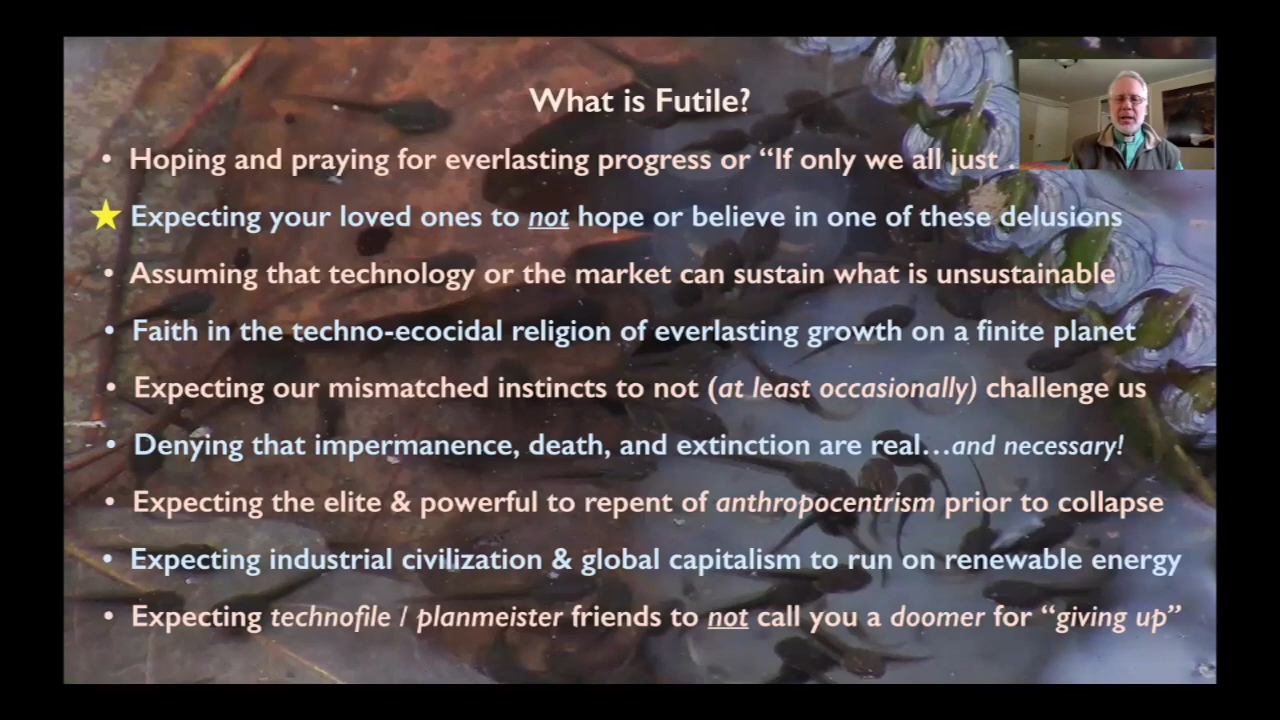 What is Futile?
• Hoping and praying for everlasting progress or “If only we all just .
★ Expecting your loved ones to not hope or believe in one of these delusions
• Assuming that technology or the market can sustain what is unsustainable
• Faith in the techno-ecocidal religion of everlasting growth on a finite planet
• Expecting our mismatched instincts to not (at least occasionally) challenge us
• Denying that impermanence, death, and extinction are real…and necessary!
• Expecting the elite & powerful to repent of anthropocentrism prior to collapse
• Expecting industrial civilization & global capitalism to run on renewable energy
• Expecting technofile / planmeister friends to not call you a doomer for “giving up”